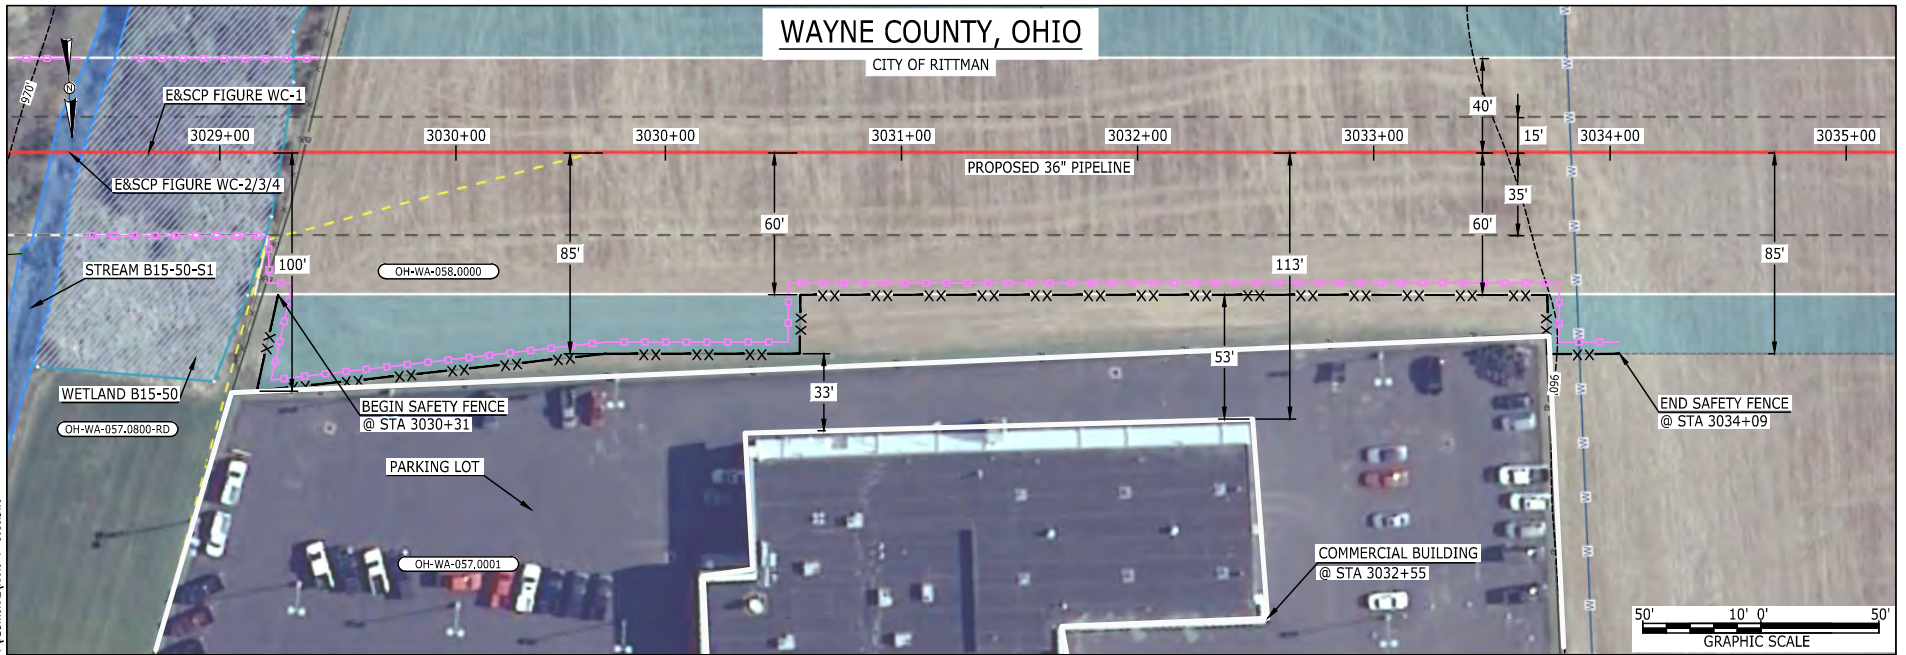 WAYNE COUNTY, OHIO
CITY OF RITTMAN
970'
N
E&SCP FIGURE WC-1
40'
3029+00
3030+00
3030+00
3031+00
3032+00
3033+00
15'
3034+00
3035+00
PROPOSED 36" PIPELINE
E&SCP FIGURE WC-2/3/4
35'
60'
60'
85'
85'
100'
113'
STREAM B15-50-S1
OH-WA-058.0000
53'
33'
WETLAND B15-50
960'
BEGIN SAFETY FENCE
@ STA 3030+31
END SAFETY FENCE
@ STA 3034+09
OH-WA-057.0800-RD
PARKING LOT
OH-WA-057.0001
COMMERCIAL BUILDING
@ STA 3032+55
50'
10'
0'
50'
GRAPHIC SCALE